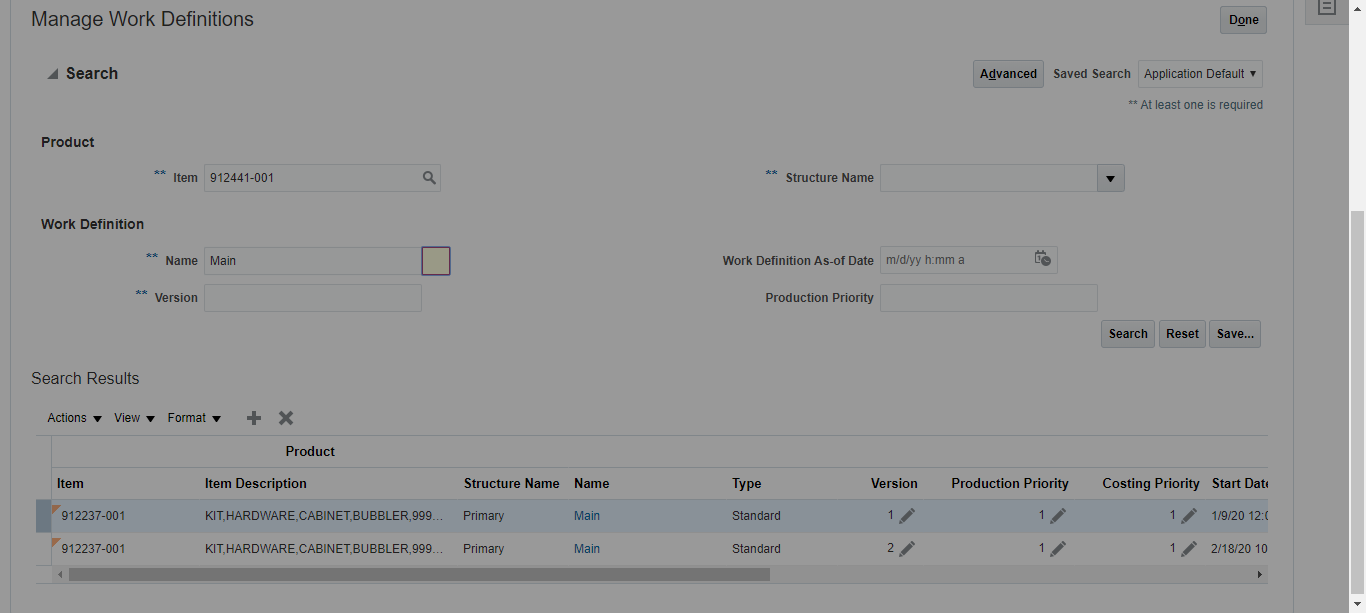 Manage Work Definitions
Done
Search
Advanced Saved Search Application Default
** At least one is required
Product
** Item 912441-001
** Structure Name
Work Definition
** Name Main
Work Definition As-of Date m/d/yy h:mm a
** Version
Production Priority
Search Reset Save...
Search Results
Actions View Format
Product
Item Item Description Structure Name Name Type Version Production Priority Costing Priority Start Date
912237-001 KIT,HARDWARE,CABINET,BUBBLER,999... Primary Main Standard 1 1 1 1/9/20 12:0
912237-001 KIT,HARDWARE,CABINET,BUBBLER,999... Primary Main Standard 2 1 1 2/18/20 10